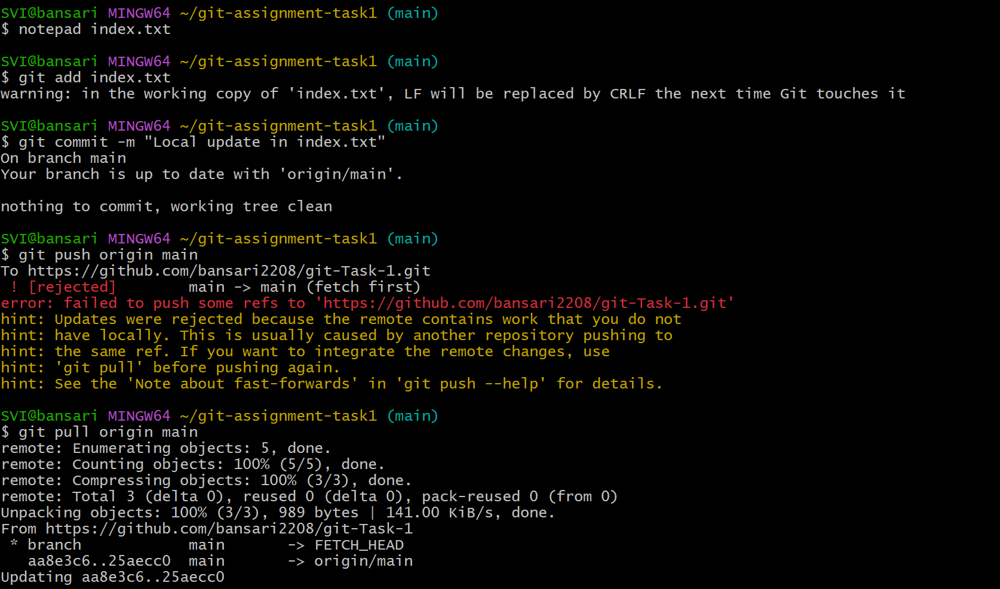 SVI@bansari MINGW64 ~/git-assignment-task1 (main)
$ notepad index.txt
SVI@bansari MINGW64 ~/git-assignment-task1 (main)
$ git add index.txt
warning: in the working copy of 'index.txt', LF will be replaced by CRLF the next time Git touches it
SVI@bansari MINGW64 ~/git-assignment-task1 (main)
$ git commit -m "Local update in index.txt"
On branch main
Your branch is up to date with 'origin/main'.
nothing to commit, working tree clean
SVI@bansari MINGW64 ~/git-assignment-task1 (main)
$ git push origin main
To https://github.com/bansari2208/git-Task-1.git
 ! [rejected]        main -> main (fetch first)
error: failed to push some refs to 'https://github.com/bansari2208/git-Task-1.git'
hint: Updates were rejected because the remote contains work that you do not
hint: have locally. This is usually caused by another repository pushing to
hint: the same ref. If you want to integrate the remote changes, use
hint: 'git pull' before pushing again.
hint: See the 'Note about fast-forwards' in 'git push --help' for details.
SVI@bansari MINGW64 ~/git-assignment-task1 (main)
$ git pull origin main
remote: Enumerating objects: 5, done.
remote: Counting objects: 100% (5/5), done.
remote: Compressing objects: 100% (3/3), done.
remote: Total 3 (delta 0), reused 0 (delta 0), pack-reused 0 (from 0)
Unpacking objects: 100% (3/3), 989 bytes | 141.00 KiB/s, done.
From https://github.com/bansari2208/git-Task-1
 * branch            main       -> FETCH_HEAD
   aa8e3c6..25aecc0  main       -> origin/main
Updating aa8e3c6..25aecc0